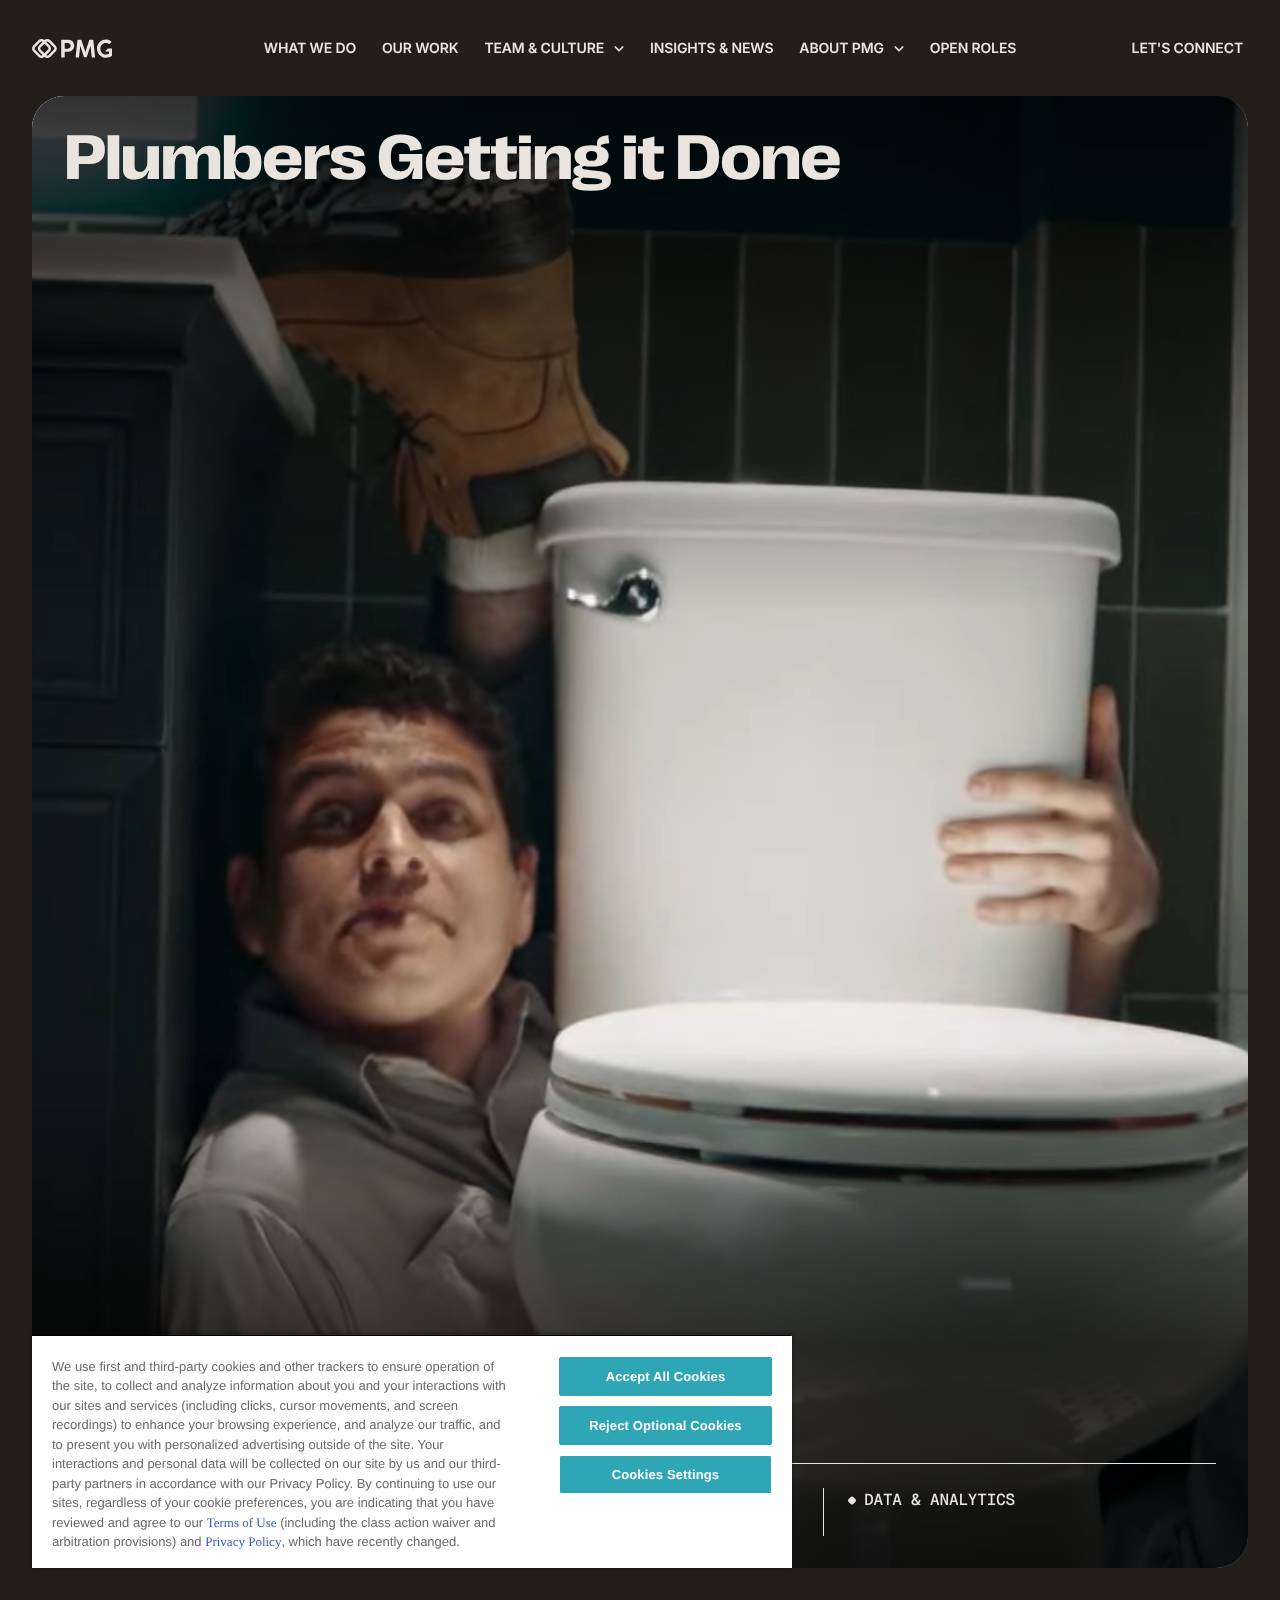 PMG
WHAT WE DO
OUR WORK
TEAM & CULTURE
INSIGHTS & NEWS
ABOUT PMG
OPEN ROLES
LET'S CONNECT
Plumbers Getting it Done
We use first and third-party cookies and other trackers to ensure operation of
the site, to collect and analyze information about you and your interactions with
our sites and services (including clicks, cursor movements, and screen
recordings) to enhance your browsing experience, and analyze our traffic, and
to present you with personalized advertising outside of the site. Your
interactions and personal data will be collected on our site by us and our third-
party partners in accordance with our Privacy Policy. By continuing to use our
sites, regardless of your cookie preferences, you are indicating that you have
reviewed and agree to our Terms of Use (including the class action waiver and
arbitration provisions) and Privacy Policy, which have recently changed.
Accept All Cookies
Reject Optional Cookies
Cookies Settings
DATA & ANALYTICS